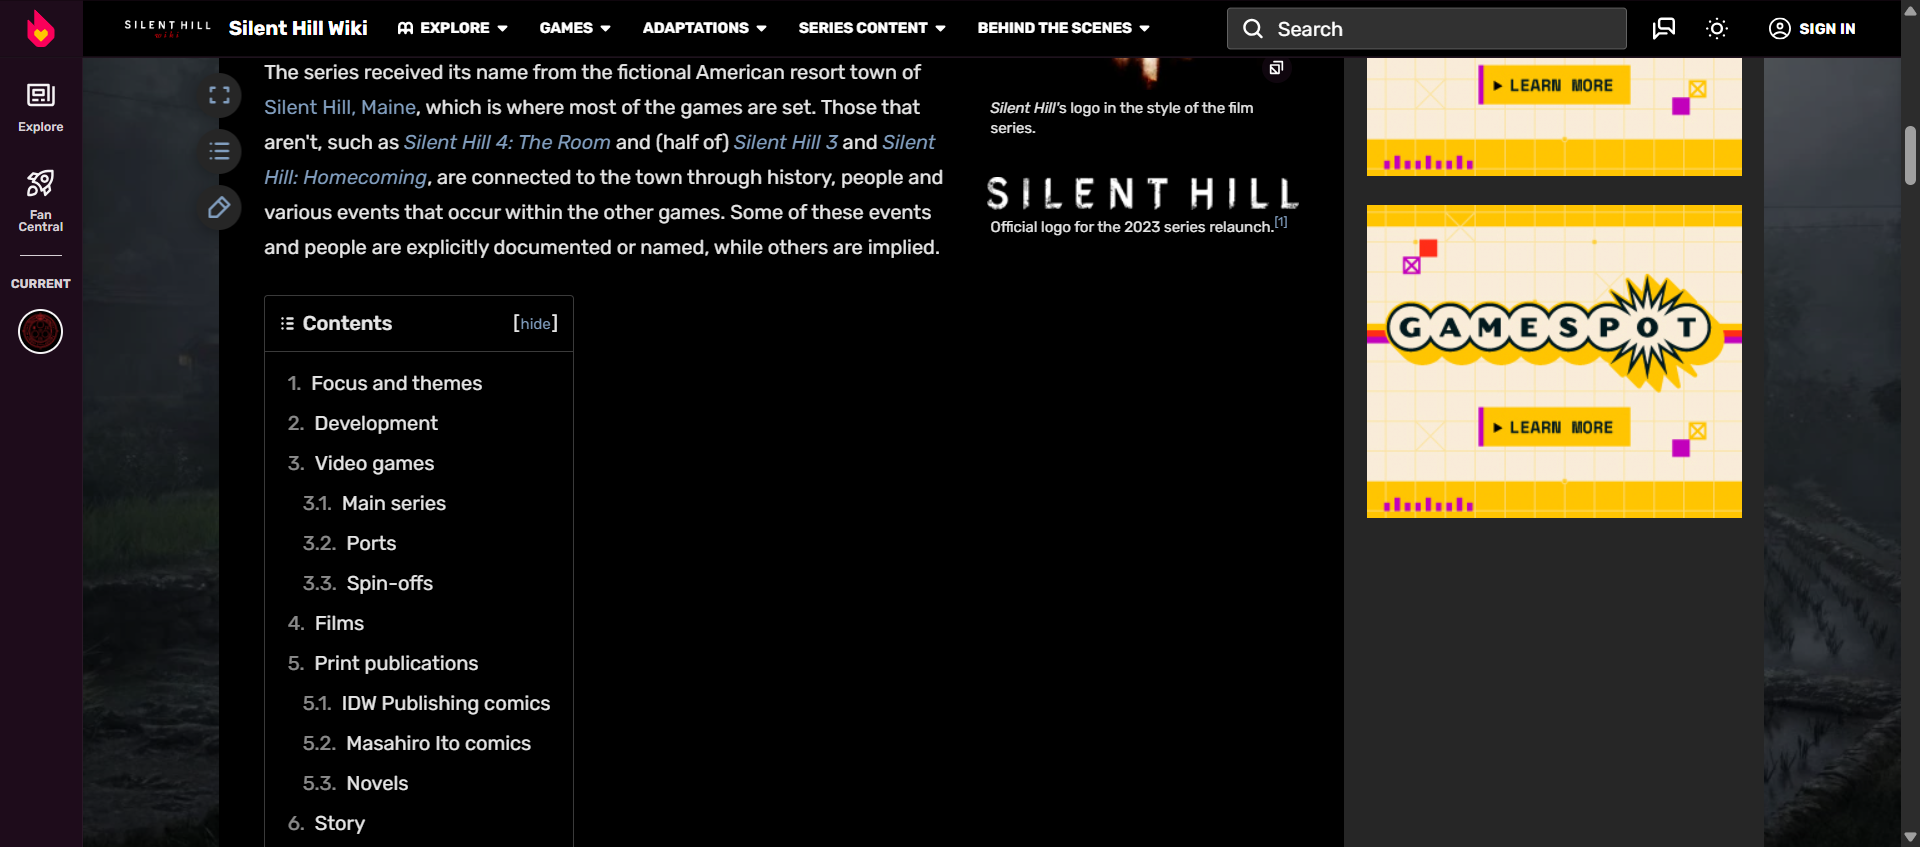 SILENT HILL
wiki
Silent Hill Wiki
EXPLORE
GAMES
ADAPTATIONS
SERIES CONTENT
BEHIND THE SCENES
Search
SIGN IN
Explore
Fan
Central
CURRENT
The series received its name from the fictional American resort town of
Silent Hill, Maine, which is where most of the games are set. Those that
aren't, such as Silent Hill 4: The Room and (half of) Silent Hill 3 and Silent
Hill: Homecoming, are connected to the town through history, people and
various events that occur within the other games. Some of these events
and people are explicitly documented or named, while others are implied.
Silent Hill's logo in the style of the film
series.
SILENT HILL
Official logo for the 2023 series relaunch.[1]
Contents
[hide]
1. Focus and themes
2. Development
3. Video games
3.1. Main series
3.2. Ports
3.3. Spin-offs
4. Films
5. Print publications
5.1. IDW Publishing comics
5.2. Masahiro Ito comics
5.3. Novels
6. Story
LEARN MORE
GAMESPOT
LEARN MORE